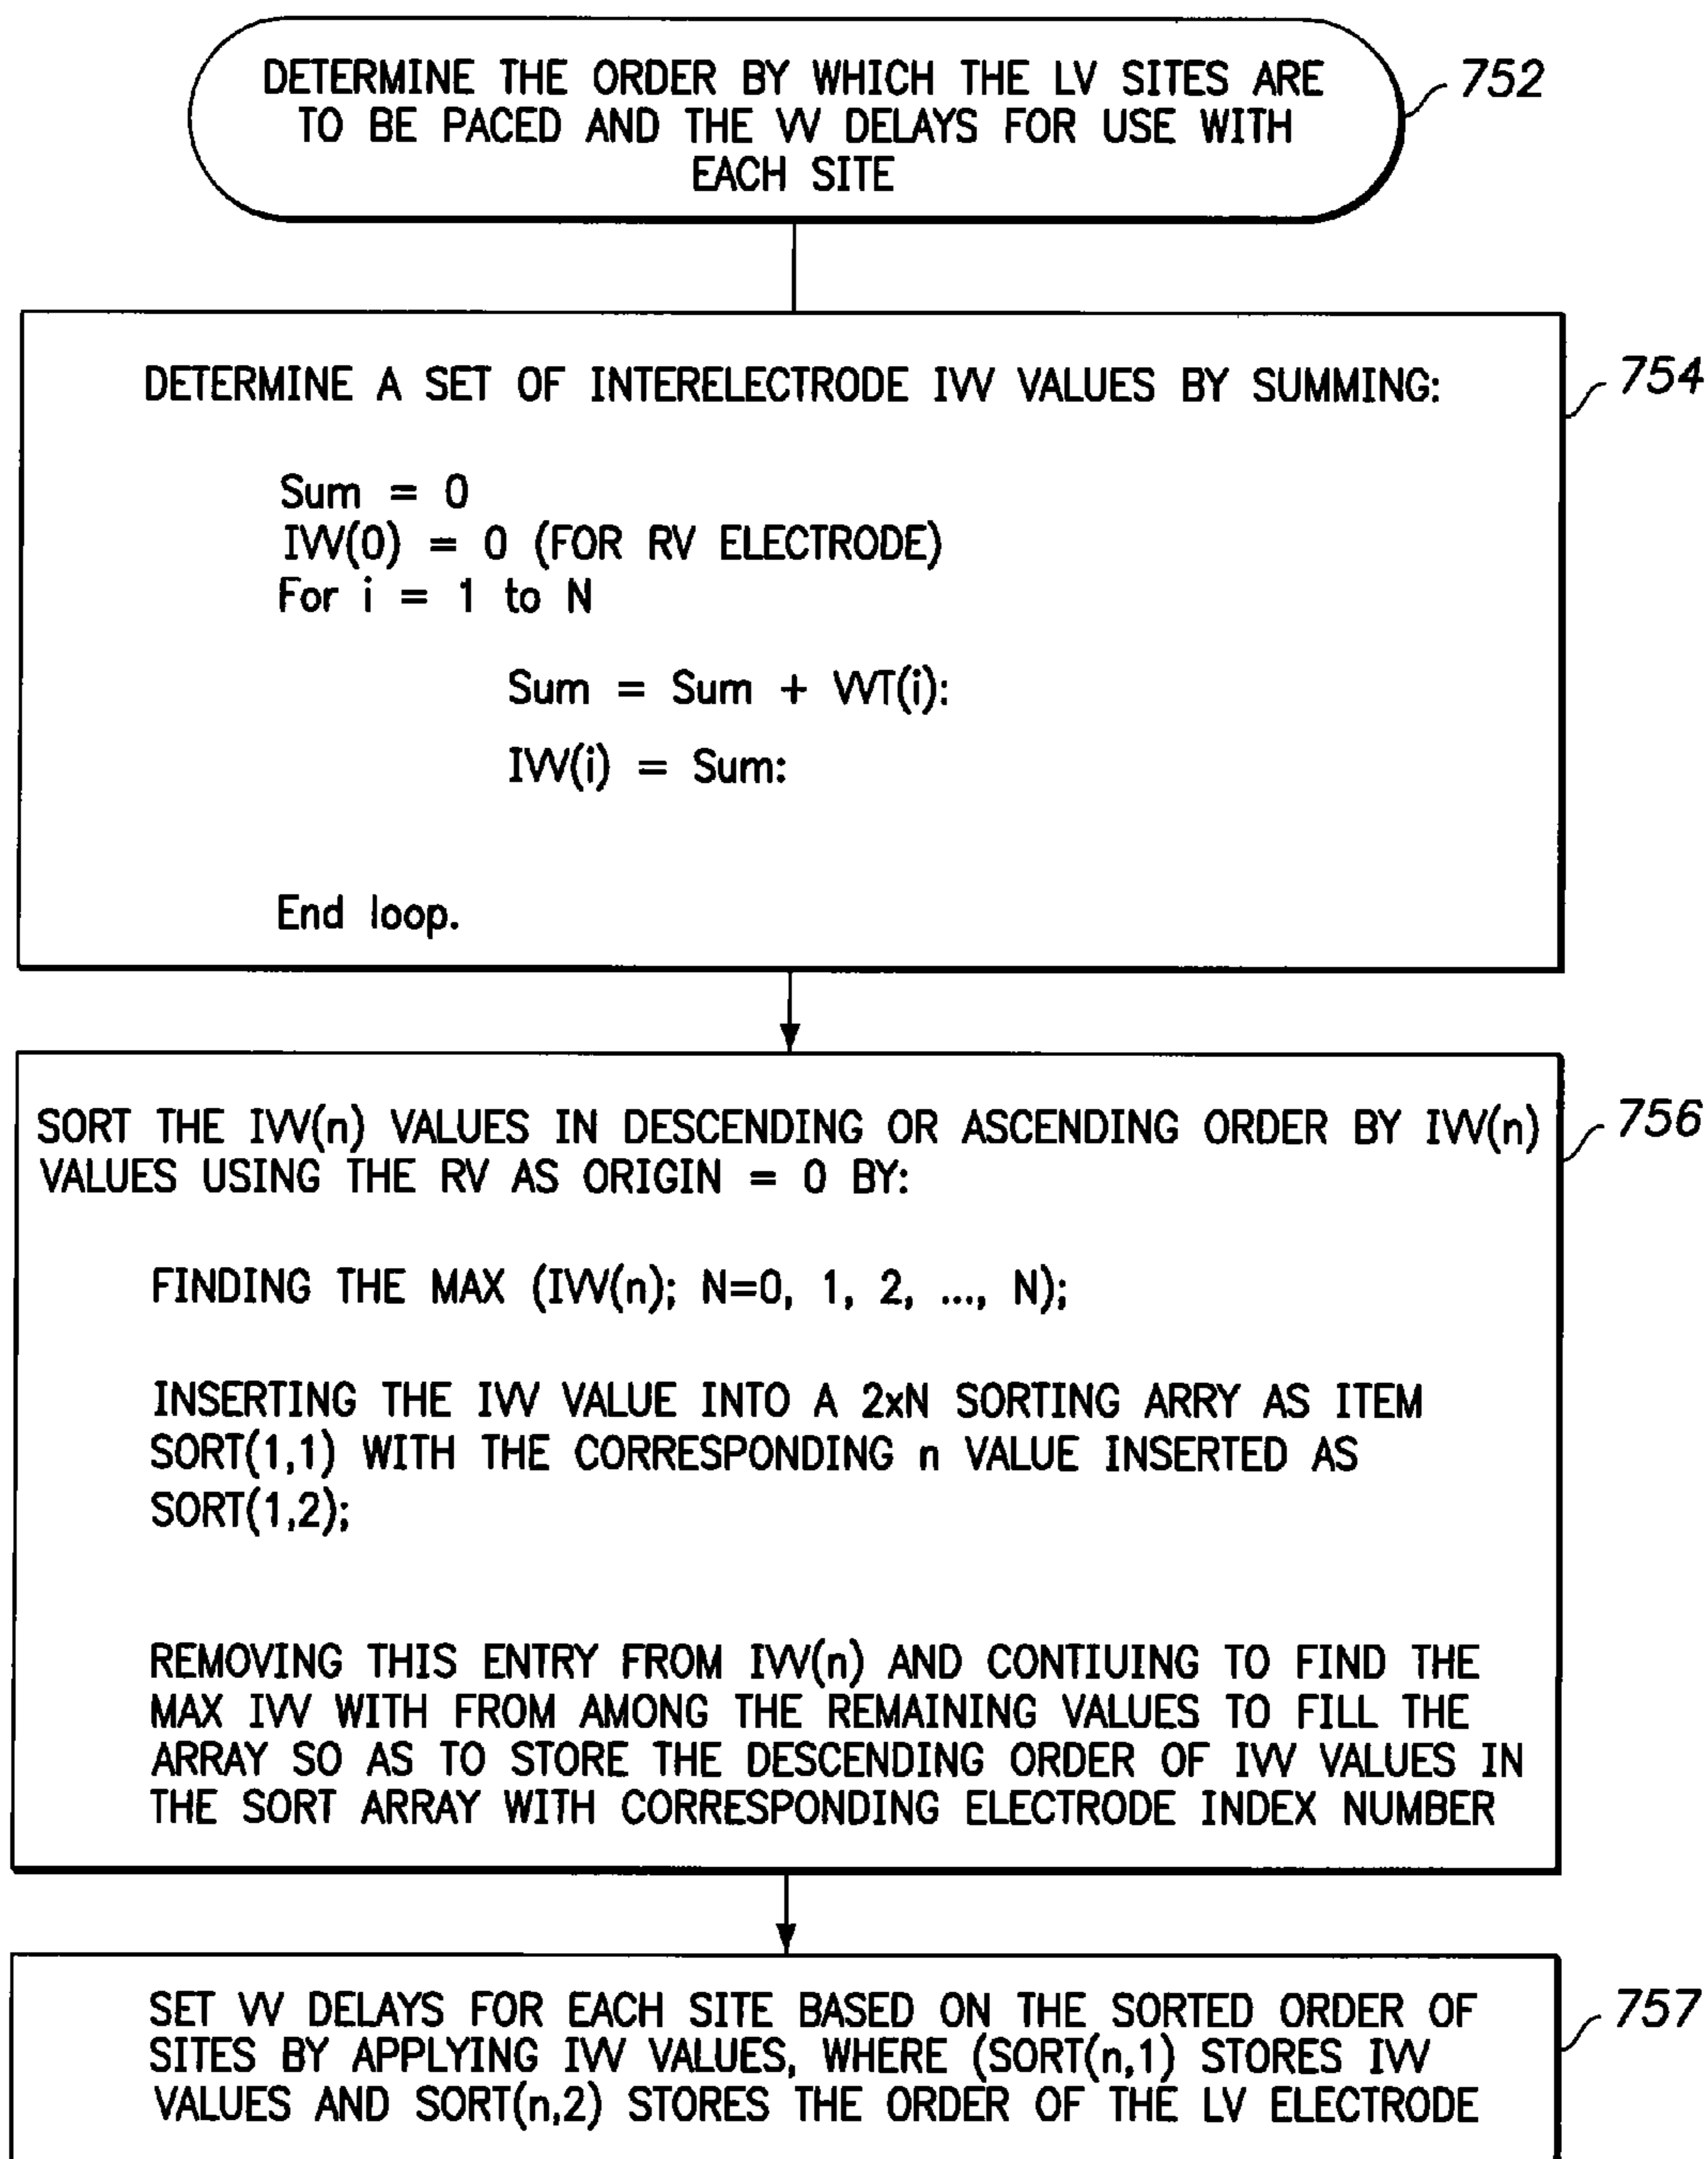 DETERMINE THE ORDER BY WHICH THE LV SITES ARE
TO BE PACED AND THE VV DELAYS FOR USE WITH
EACH SITE
752
DETERMINE A SET OF INTERELECTRODE IVV VALUES BY SUMMING:
754
Sum = 0
IVV(0) = 0 (FOR RV ELECTRODE)
For i = 1 to N
Sum = Sum + VVT(i):
IVV(i) = Sum:
End loop.
SORT THE IVV(n) VALUES IN DESCENDING OR ASCENDING ORDER BY IVV(n)
VALUES USING THE RV AS ORIGIN = 0 BY:
756
FINDING THE MAX (IVV(n); N=0, 1, 2, ..., N);
INSERTING THE IVV VALUE INTO A 2xN SORTING ARRY AS ITEM
SORT(1,1) WITH THE CORRESPONDING n VALUE INSERTED AS
SORT(1,2);
REMOVING THIS ENTRY FROM IVV(n) AND CONTIUING TO FIND THE
MAX IVV WITH FROM AMONG THE REMAINING VALUES TO FILL THE
ARRAY SO AS TO STORE THE DESCENDING ORDER OF IVV VALUES IN
THE SORT ARRAY WITH CORRESPONDING ELECTRODE INDEX NUMBER
SET VV DELAYS FOR EACH SITE BASED ON THE SORTED ORDER OF
SITES BY APPLYING IVV VALUES, WHERE (SORT(n,1) STORES IVV
VALUES AND SORT(n,2) STORES THE ORDER OF THE LV ELECTRODE
757